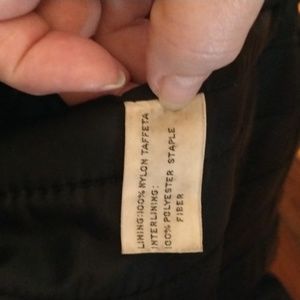 LINING:100% NYLON TAFFETA
INTERLINING:
100% POLYESTER STAPLE
FIBER